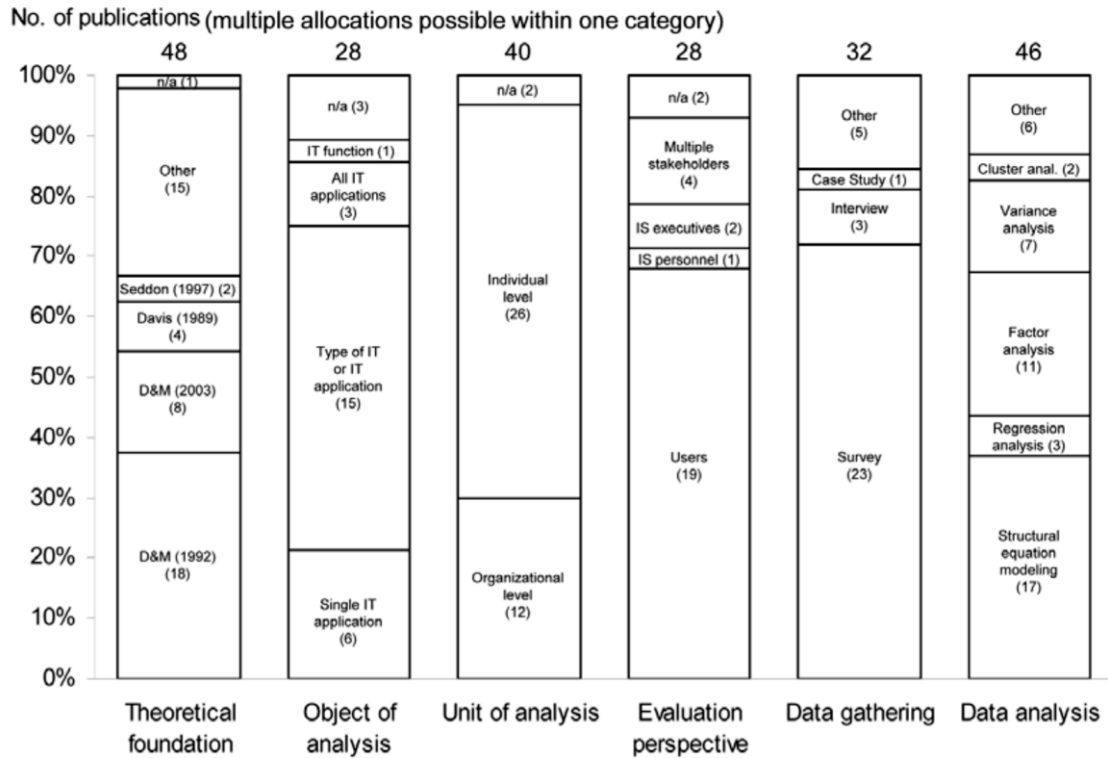 No. of publications (multiple allocations possible within one category)
48 28 40 28 32 46
100%
90%
80%
70%
60%
50%
40%
30%
20%
10%
0%
n/a (1)
Other
(15)
Seddon (1997) (2)
Davis (1989)
(4)
D&M (2003)
(8)
D&M (1992)
(18)
Theoretical
foundation
n/a (3)
IT function (1)
All IT
applications
(3)
Type of IT
or IT
application
(15)
Single IT
application
(6)
Object of
analysis
n/a (2)
Individual
level
(26)
Organizational
level
(12)
Unit of analysis
n/a (2)
Multiple
stakeholders
(4)
IS executives (2)
IS personnel (1)
Users
(19)
Evaluation
perspective
Other
(5)
Case Study (1)
Interview
(3)
Survey
(23)
Data gathering
Other
(6)
Cluster anal. (2)
Variance
analysis
(7)
Factor
analysis
(11)
Regression
analysis (3)
Structural
equation
modeling
(17)
Data analysis